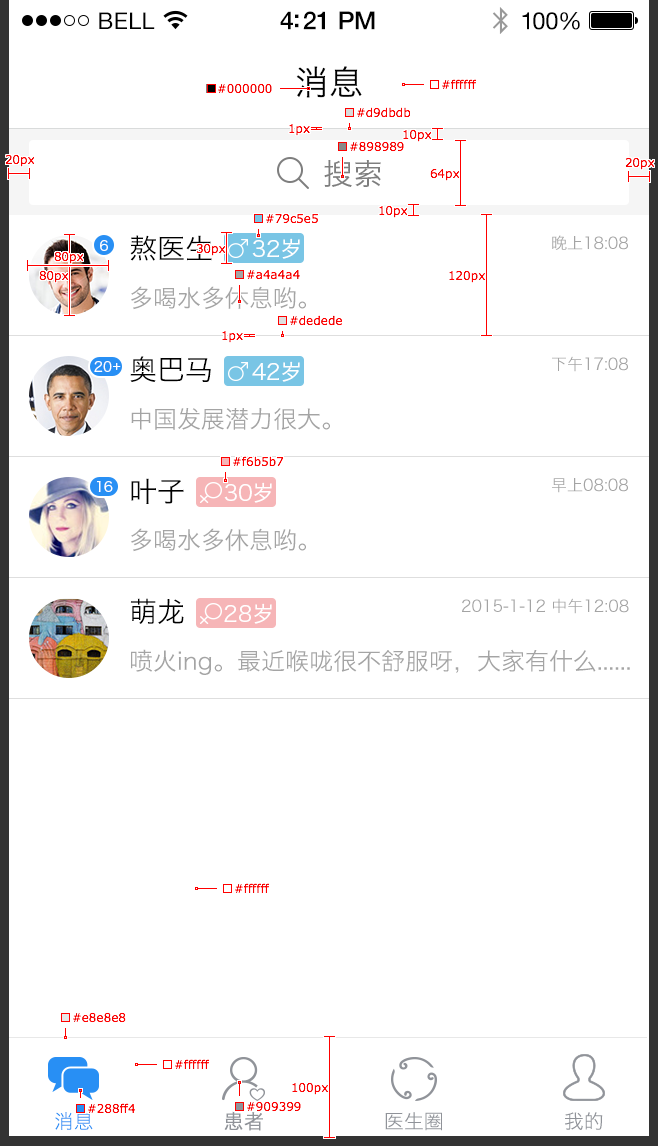 BELL 4:21 PM 100%
#000000 消息 #ffffff
#d9dbdb
1px 10px
#898989
20px 搜索 64px 20px
10px
#79c5e5
6 熬医生 30px ♂32岁 晚上18:08
80px
80px #a4a4a4 120px
多喝水多休息哟。
#dedede
1px
20+ 奥巴马 ♂42岁 下午17:08
中国发展潜力很大。
#f6b5b7
16 叶子 ♀30岁 早上08:08
多喝水多休息哟。
萌龙 ♀28岁 2015-1-12 中午12:08
喷火ing。最近喉咙很不舒服呀，大家有什么......
#ffffff
#e8e8e8
#ffffff
100px
#288ff4 #909399
消息 患者 医生圈 我的